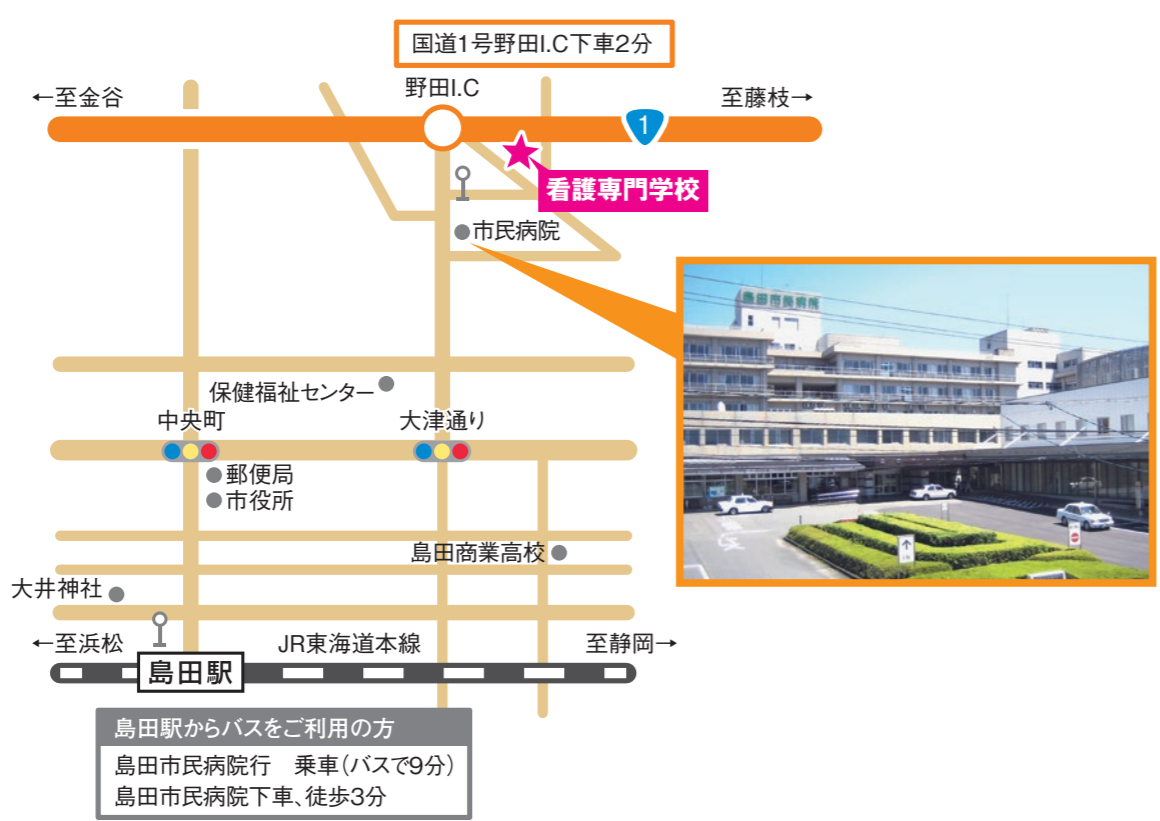 国道1号野田I.C下車2分
野田I.C
←至金谷
至藤枝→
1
看護専門学校
市民病院
島田市民病院
保健福祉センター
中央町
大津通り
郵便局
市役所
島田商業高校
大井神社
←至浜松
JR東海道本線
至静岡→
島田駅
島田駅からバスをご利用の方
島田市民病院行　乗車（バスで9分）
島田市民病院下車、徒歩3分